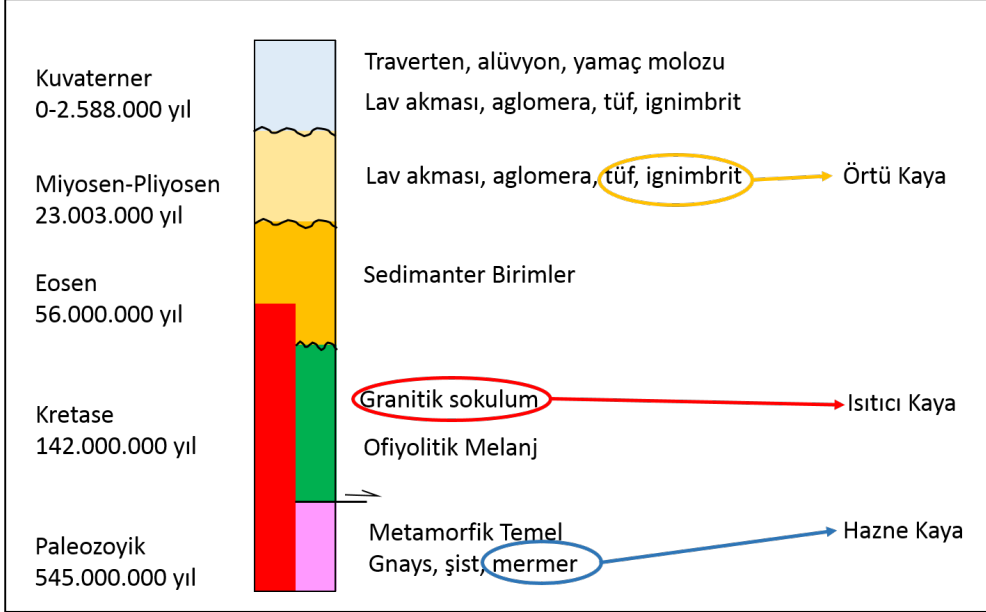 Kuvaterner
0-2.588.000 yıl
Traverten, alüvyon, yamaç molozu
Lav akması, aglomera, tüf, ignimbrit
Miyosen-Pliyosen
23.003.000 yıl
Lav akması, aglomera, tüf, ignimbrit
Örtü Kaya
Eosen
56.000.000 yıl
Sedimanter Birimler
Kretase
142.000.000 yıl
Granitik sokulum
Isıtıcı Kaya
Ofiyolitik Melanj
Paleozoyik
545.000.000 yıl
Metamorfik Temel
Gnays, şist, mermer
Hazne Kaya